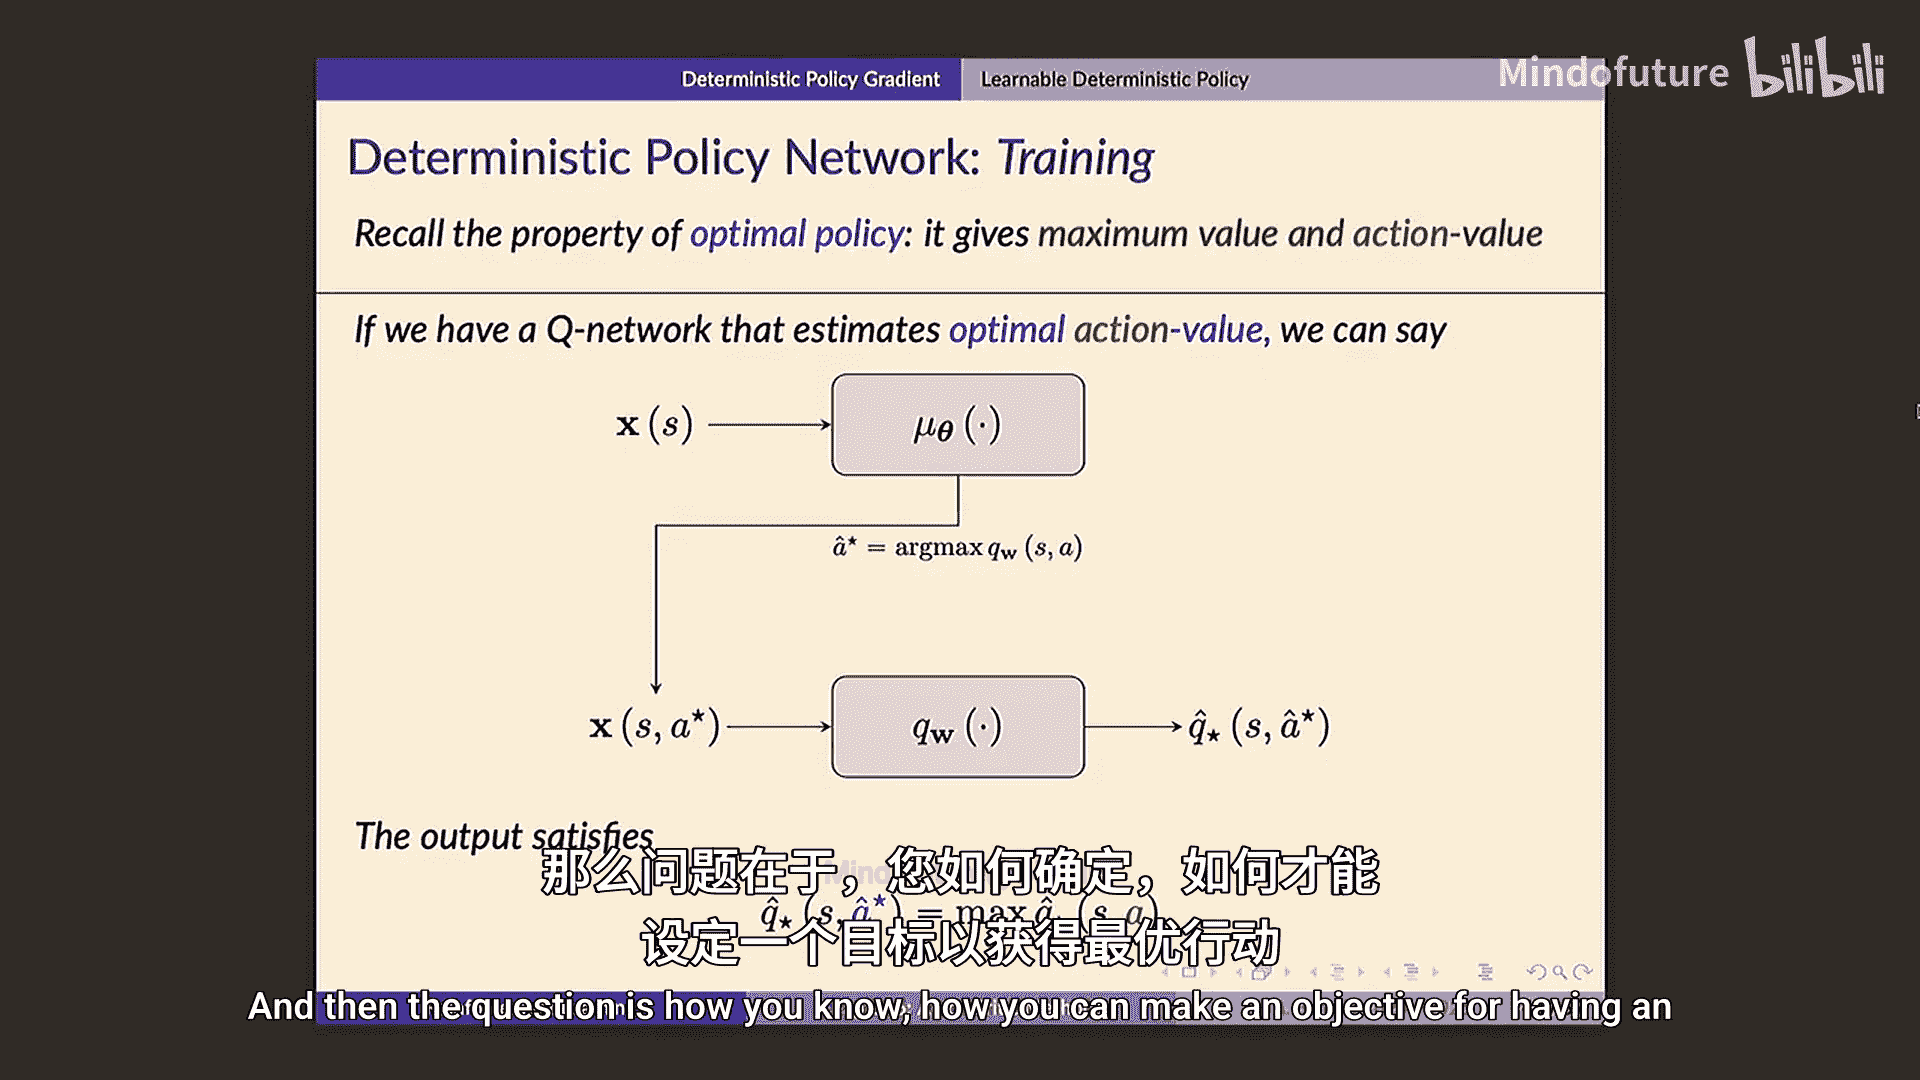 Deterministic Policy Gradient Learnable Deterministic Policy
Mindofuture bilibili
Deterministic Policy Network: Training
Recall the property of optimal policy: it gives maximum value and action-value
If we have a Q-network that estimates optimal action-value, we can say
x (s) μθ (·)
â* = argmax q_w (s, a)
x (s, a*) q_w (·) q̂⋆ (s, â*)
The output satisfies
那么问题在于，您如何确定，如何才能
q̂⋆ (s, â*) = max q̂ (s, a)
设定一个目标以获得最优行动
And then the question is how you know, how you can make an objective for having an